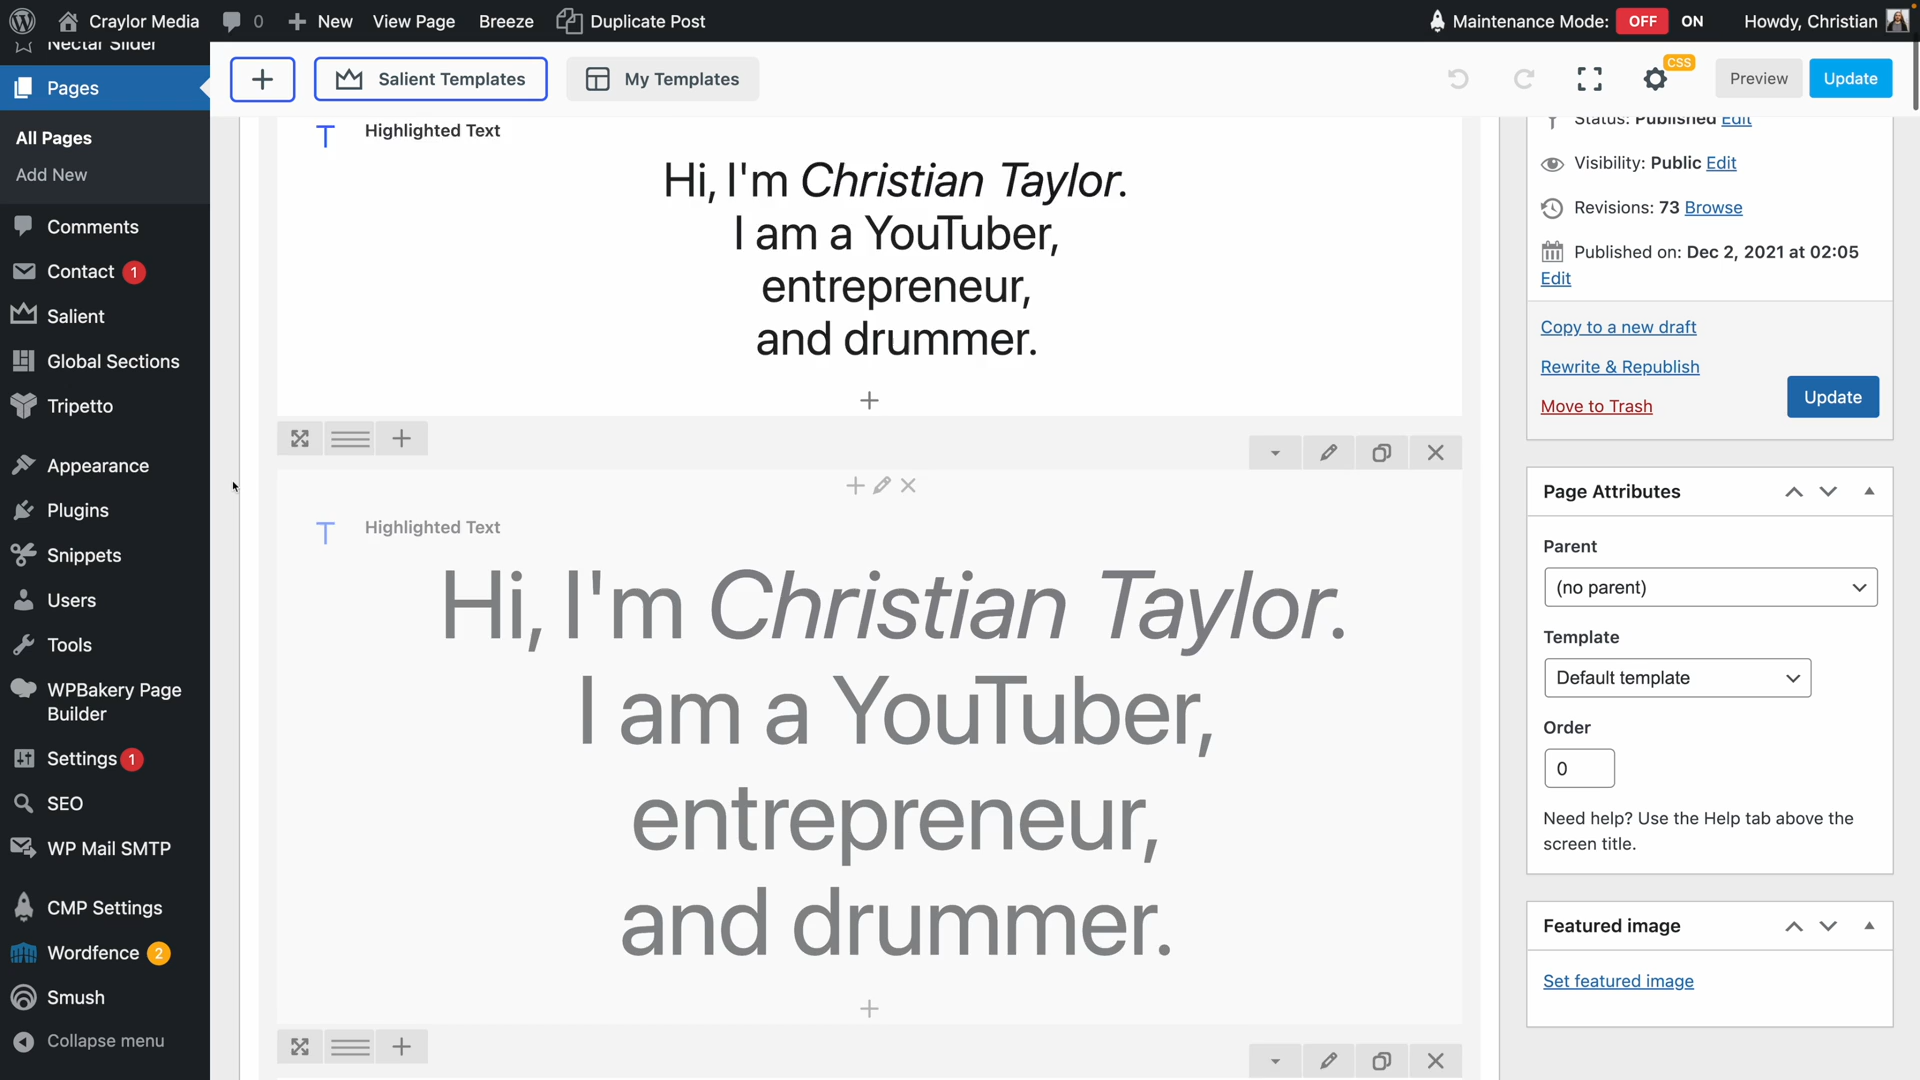 Craylor Media
0
New
View Page
Breeze
Duplicate Post
Maintenance Mode:
OFF
ON
Howdy, Christian
Nectar Slider
Pages
All Pages
Add New
Comments
Contact 1
Salient
Global Sections
Tripetto
Appearance
Plugins
Snippets
Users
Tools
WPBakery Page
Builder
Settings 1
SEO
WP Mail SMTP
CMP Settings
Wordfence 2
Smush
Collapse menu
Salient Templates
My Templates
CSS
Preview
Update
Highlighted Text
Hi, I'm Christian Taylor.
I am a YouTuber,
entrepreneur,
and drummer.
Highlighted Text
Hi, I'm Christian Taylor.
I am a YouTuber,
entrepreneur,
and drummer.
Status: Published Edit
Visibility: Public Edit
Revisions: 73 Browse
Published on: Dec 2, 2021 at 02:05
Edit
Copy to a new draft
Rewrite & Republish
Move to Trash
Update
Page Attributes
Parent
(no parent)
Template
Default template
Order
0
Need help? Use the Help tab above the
screen title.
Featured image
Set featured image